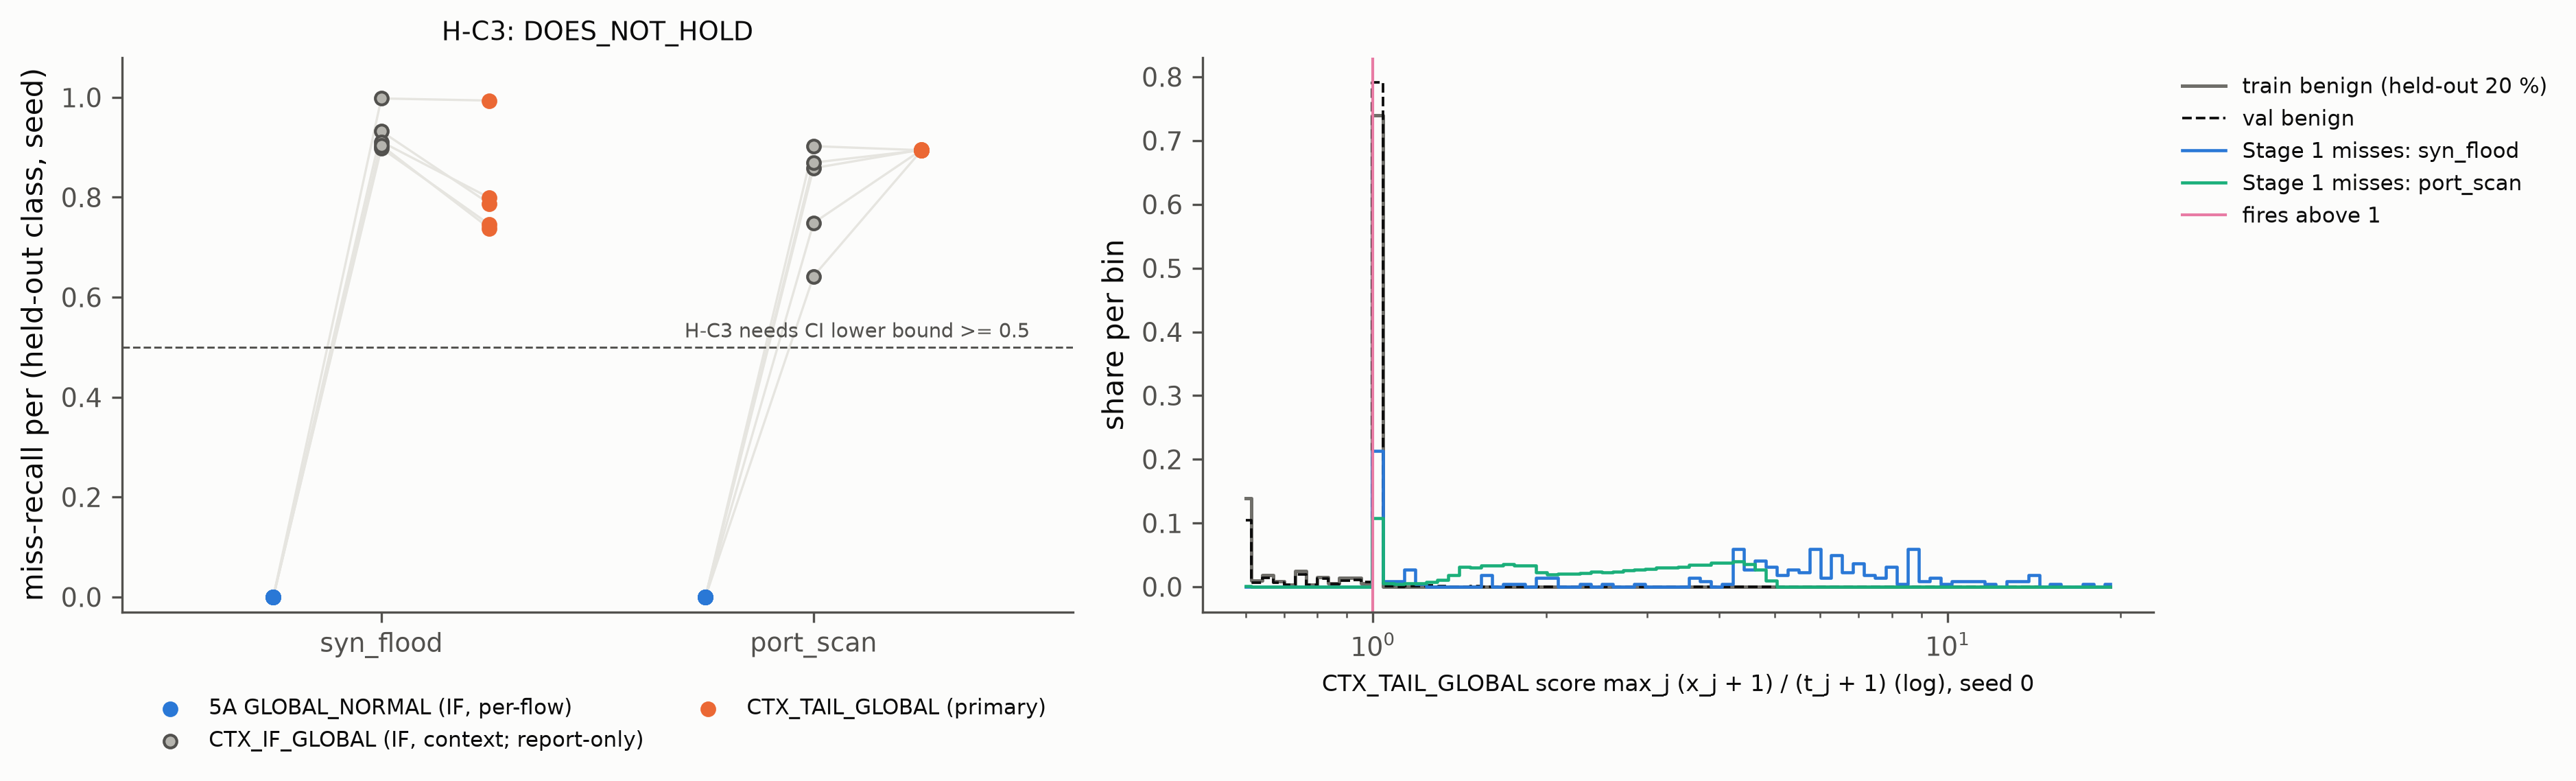 H-C3: DOES_NOT_HOLD
miss-recall per (held-out class, seed)
1.0
0.8
0.6
0.4
0.2
0.0
H-C3 needs CI lower bound >= 0.5
syn_flood
port_scan
5A GLOBAL_NORMAL (IF, per-flow)
CTX_IF_GLOBAL (IF, context; report-only)
CTX_TAIL_GLOBAL (primary)
share per bin
0.8
0.7
0.6
0.5
0.4
0.3
0.2
0.1
0.0
10⁰
10¹
CTX_TAIL_GLOBAL score max_j (x_j + 1) / (t_j + 1) (log), seed 0
train benign (held-out 20 %)
val benign
Stage 1 misses: syn_flood
Stage 1 misses: port_scan
fires above 1